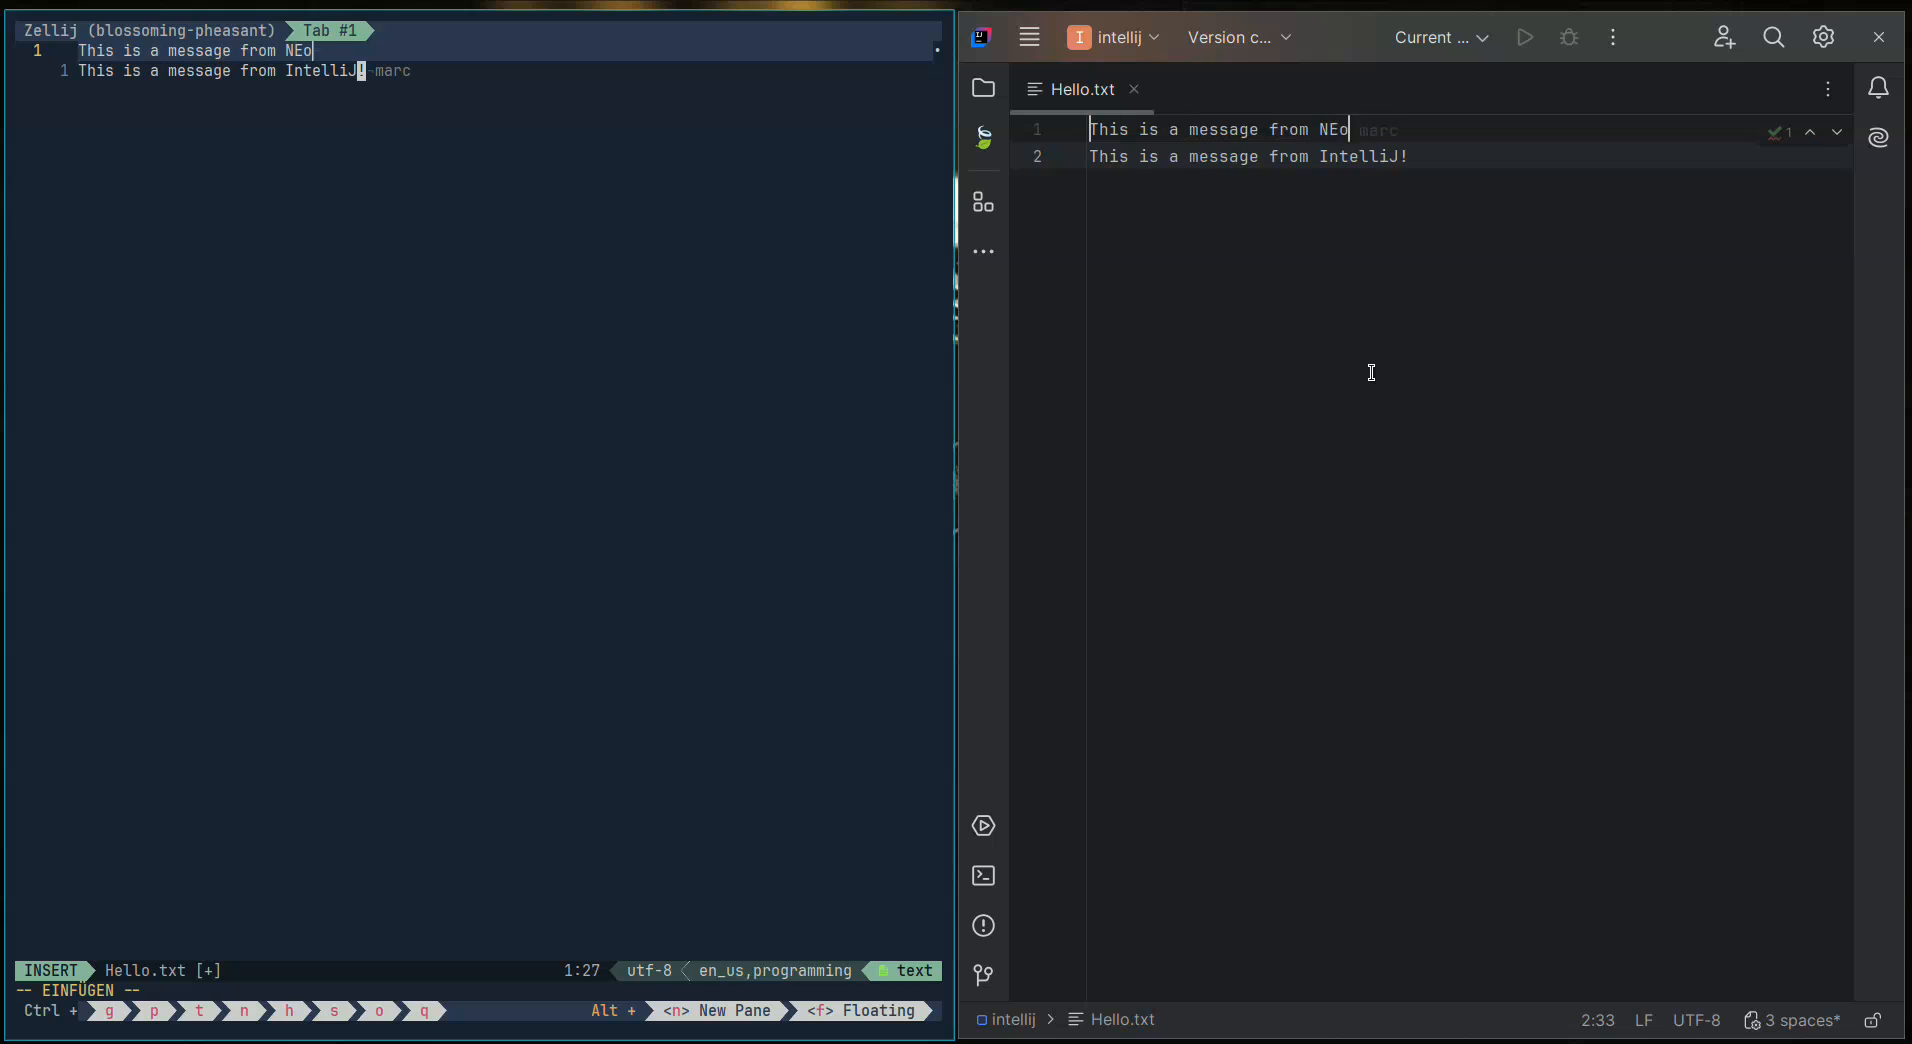 Zellij (blossoming-pheasant) Tab #1
1 This is a message from NEo
1 This is a message from IntelliJ! marc
INSERT Hello.txt [+] 1:27 utf-8 en_us,programming text
-- EINFÜGEN --
Ctrl + g p t n h s o q Alt + <n> New Pane <f> Floating
I intellij Version c... Current ...
Hello.txt
1 This is a message from NEo marc 1
2 This is a message from IntelliJ!
intellij > Hello.txt 2:33 LF UTF-8 3 spaces*